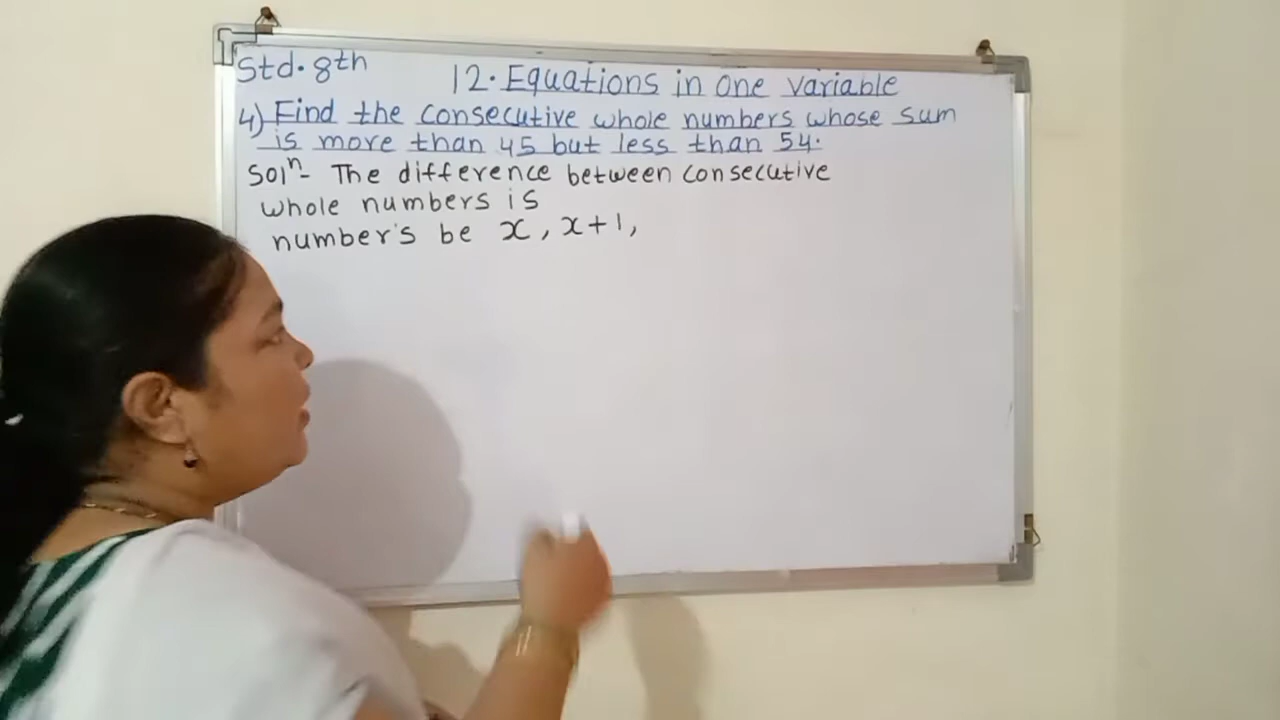 Std. 8th
12. Equations in one variable
4) Find the consecutive whole numbers whose sum
is more than 45 but less than 54.
Solⁿ- The difference between consecutive
whole numbers is
number's be x, x+1,